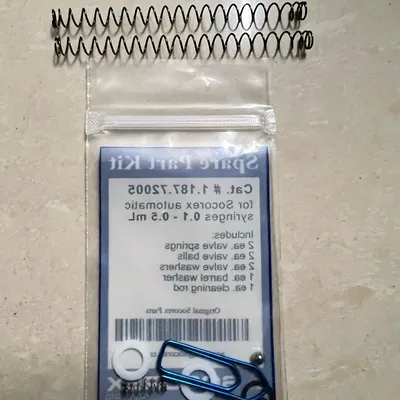 Spare Part Kit
Cat. # 1.187.72005
for Socorex automatic
syringes 0.1 - 0.5 mL
Includes:
2 ea. valve springs
2 ea. valve balls
2 ea. valve washers
1 ea. barrel washer
1 ea. cleaning rod
Original Socorex Parts